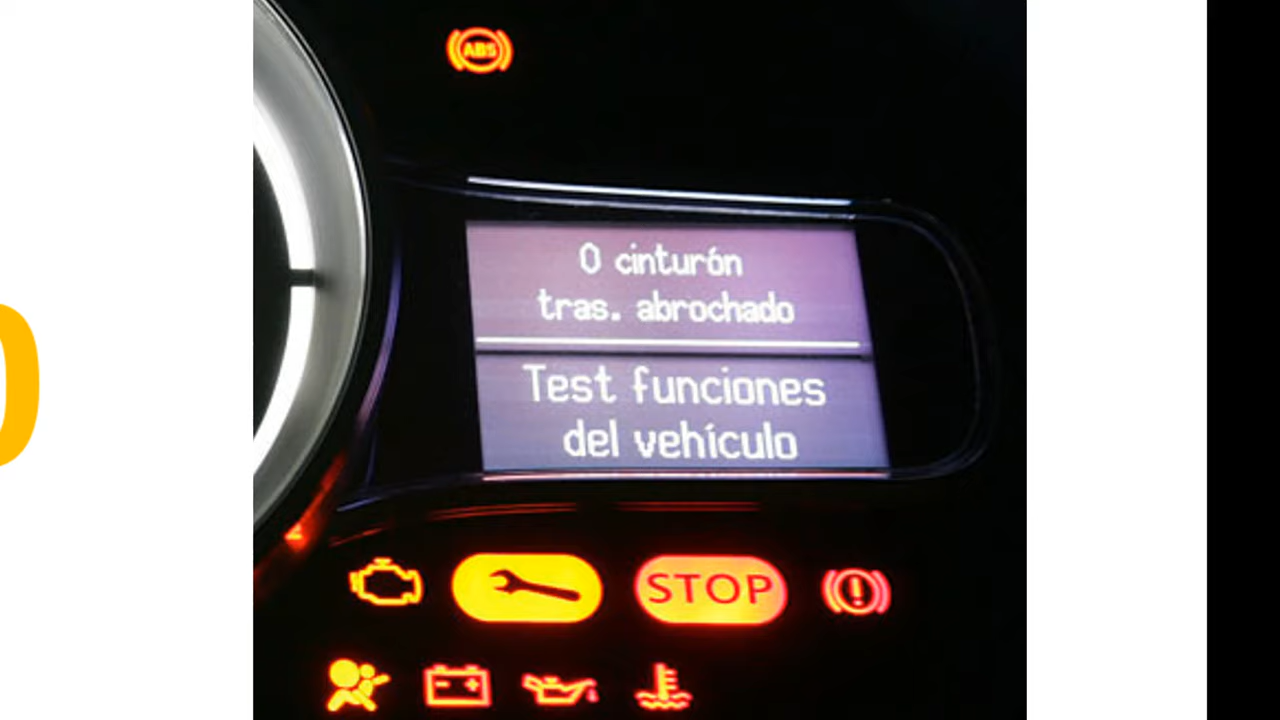 ABS
0 cinturón
tras. abrochado
Test funciones
del vehículo
STOP